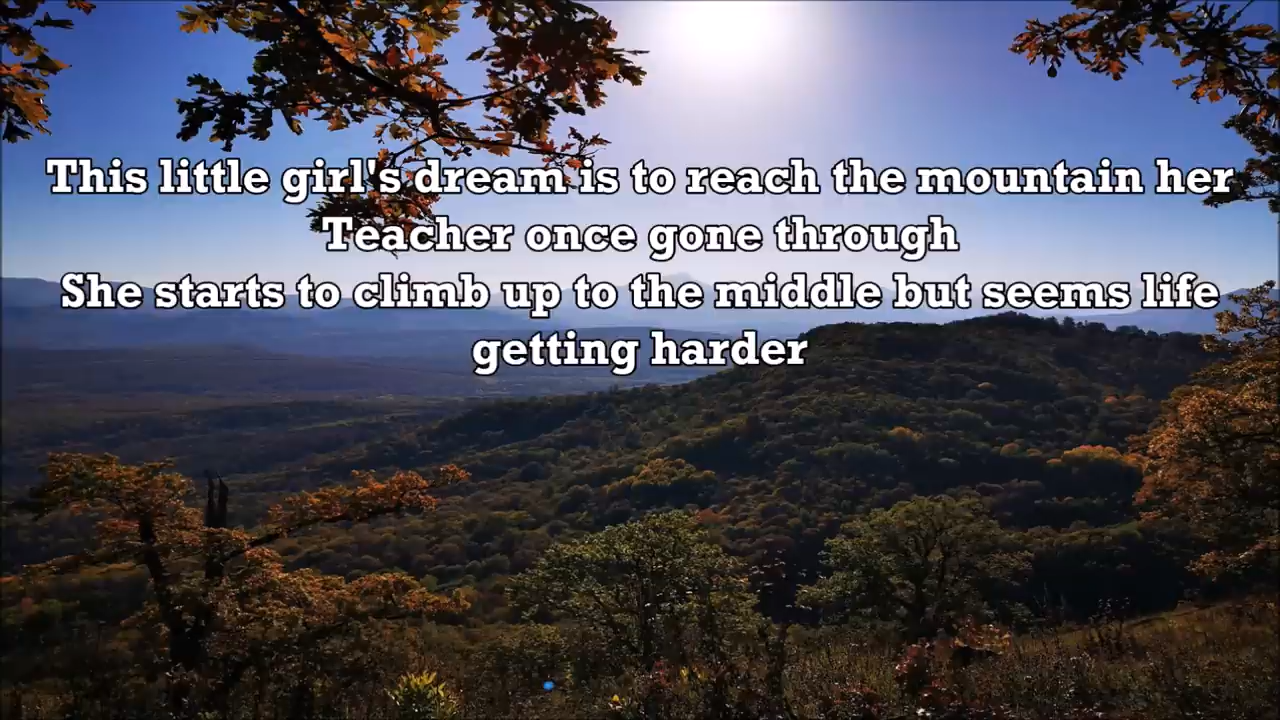 This little girl's dream is to reach the mountain her
Teacher once gone through
She starts to climb up to the middle but seems life
getting harder